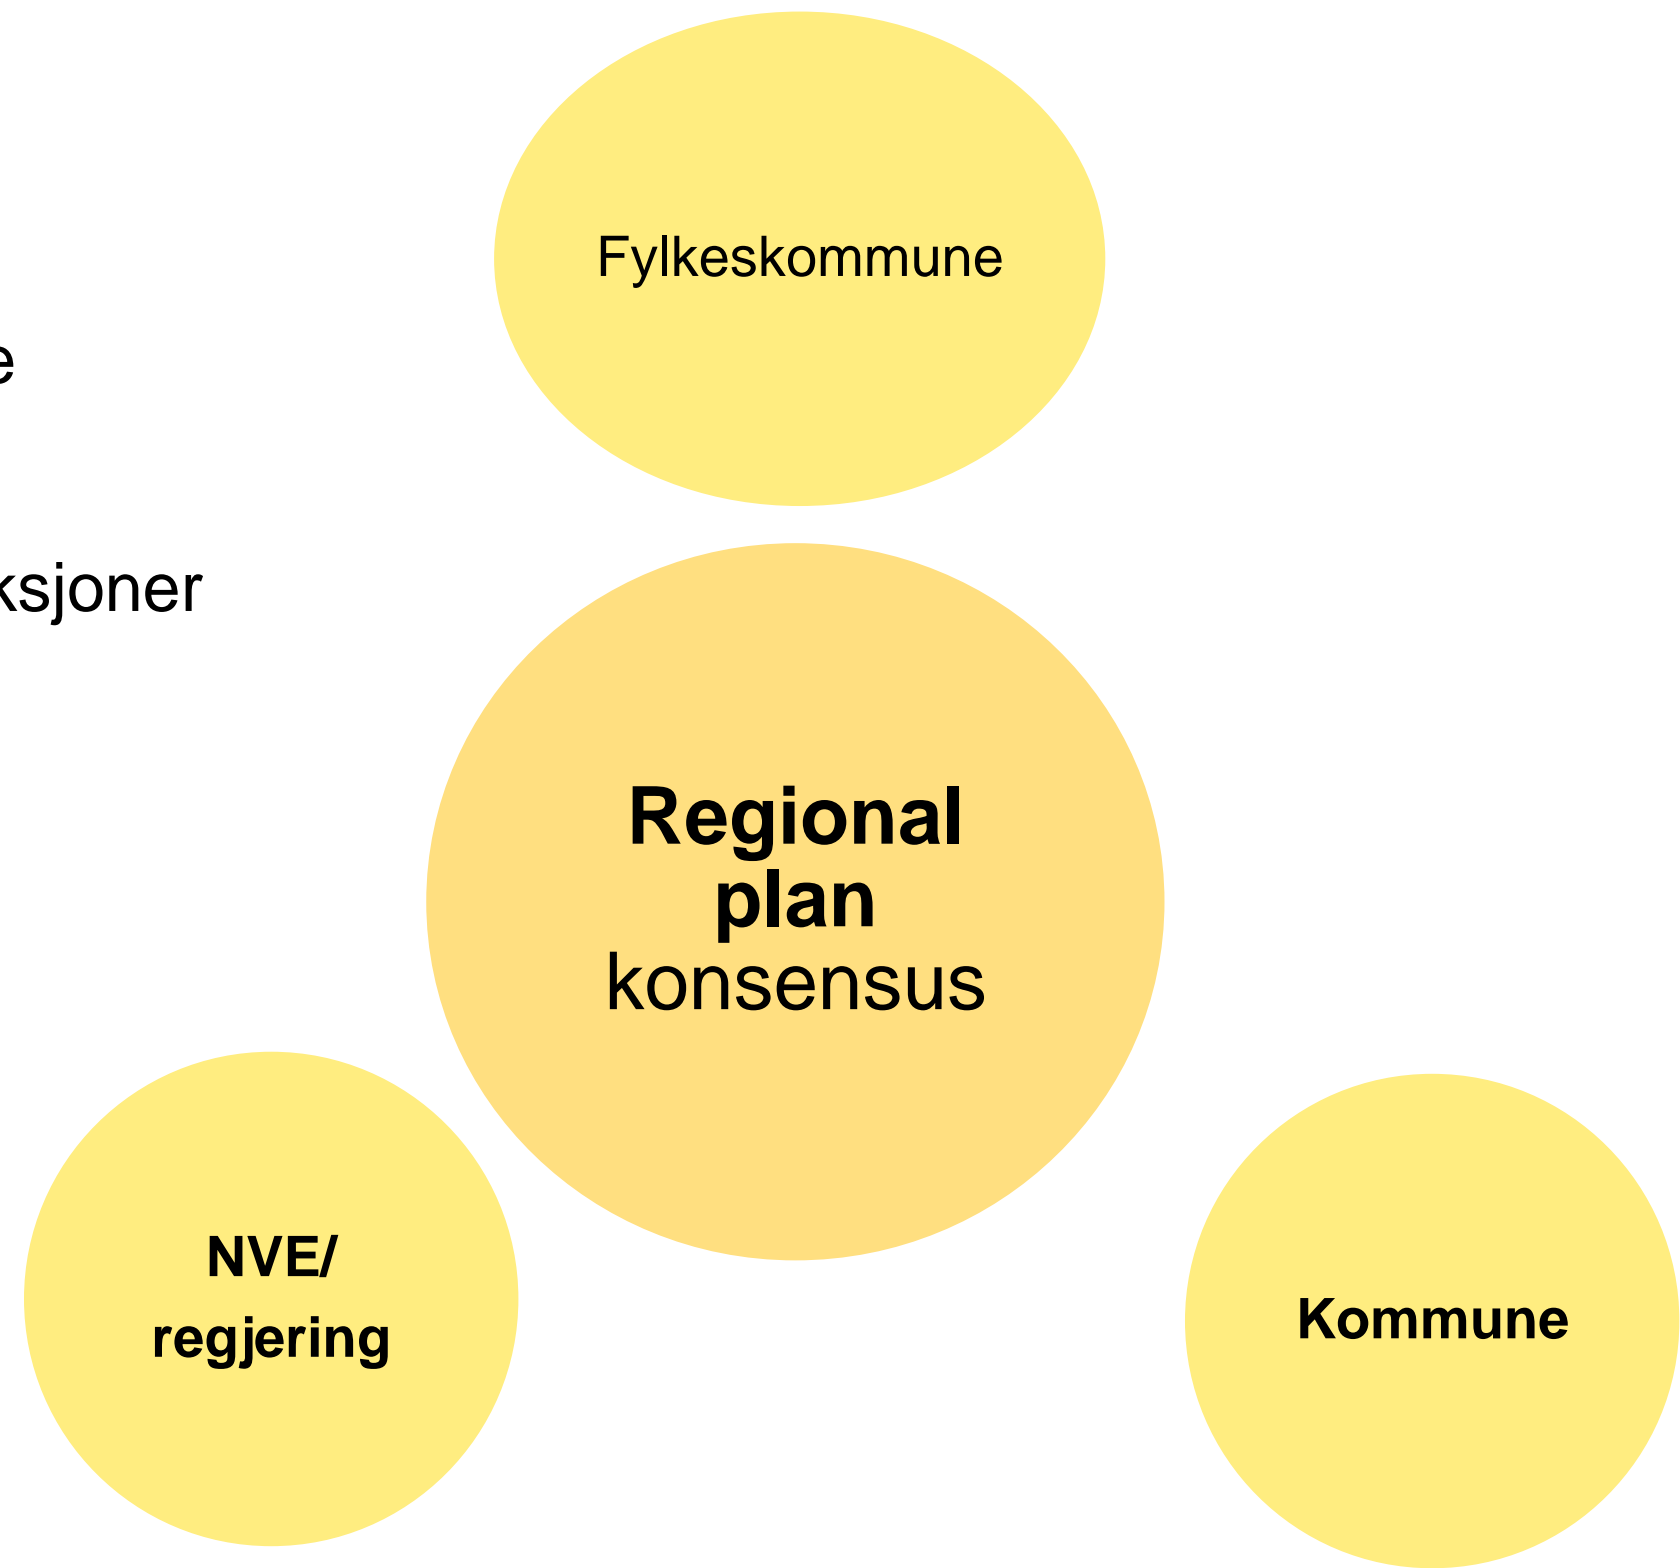 Fylkeskommune
e
ksjoner
Regional
plan
konsensus
NVE/
regjering
Kommune